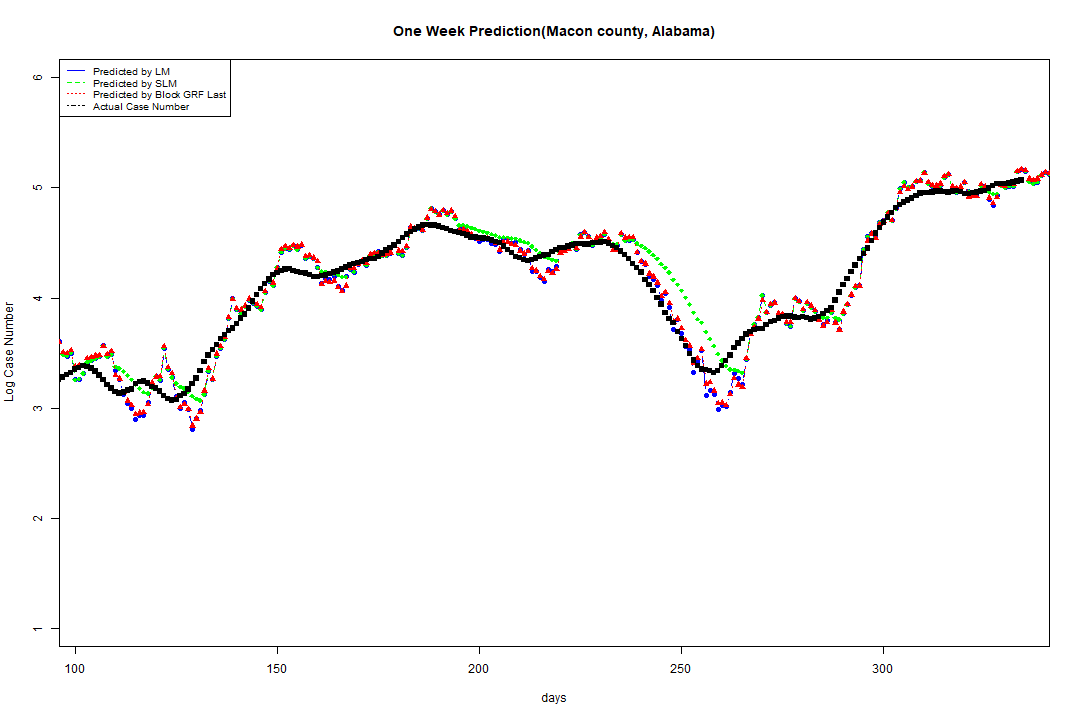 One Week Prediction(Macon county, Alabama)
Predicted by LM
Predicted by SLM
Predicted by Block GRF Last
Actual Case Number
6
5
4
3
2
1
Log Case Number
100 150 200 250 300
days